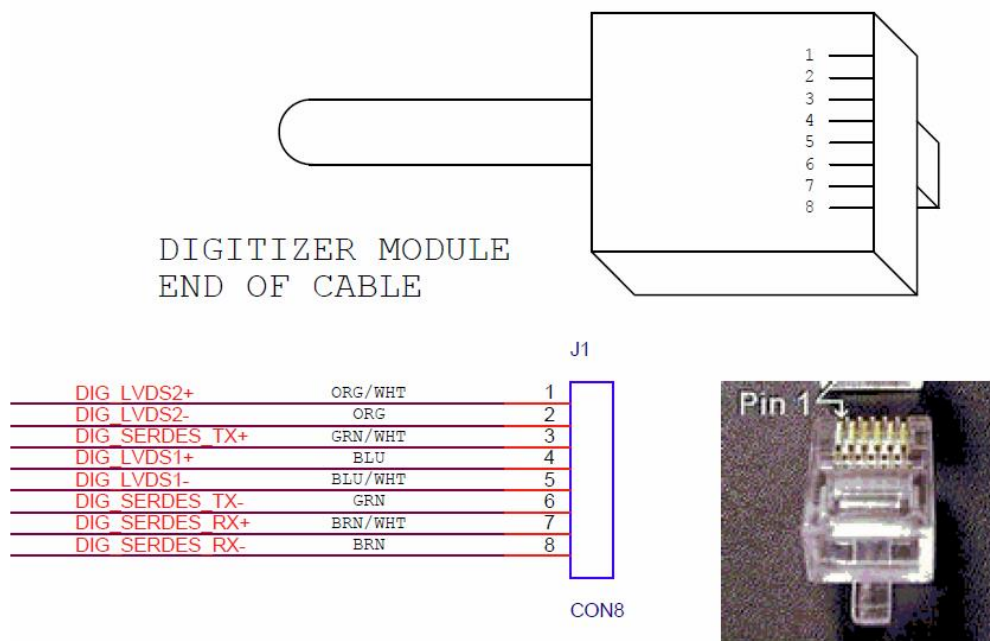 1
2
3
4
5
6
7
8
DIGITIZER MODULE
END OF CABLE
J1
DIG_LVDS2+ ORG/WHT 1
DIG_LVDS2- ORG 2
DIG_SERDES_TX+ GRN/WHT 3
DIG_LVDS1+ BLU 4
DIG_LVDS1- BLU/WHT 5
DIG_SERDES_TX- GRN 6
DIG_SERDES_RX+ BRN/WHT 7
DIG_SERDES_RX- BRN 8
CON8
Pin 1